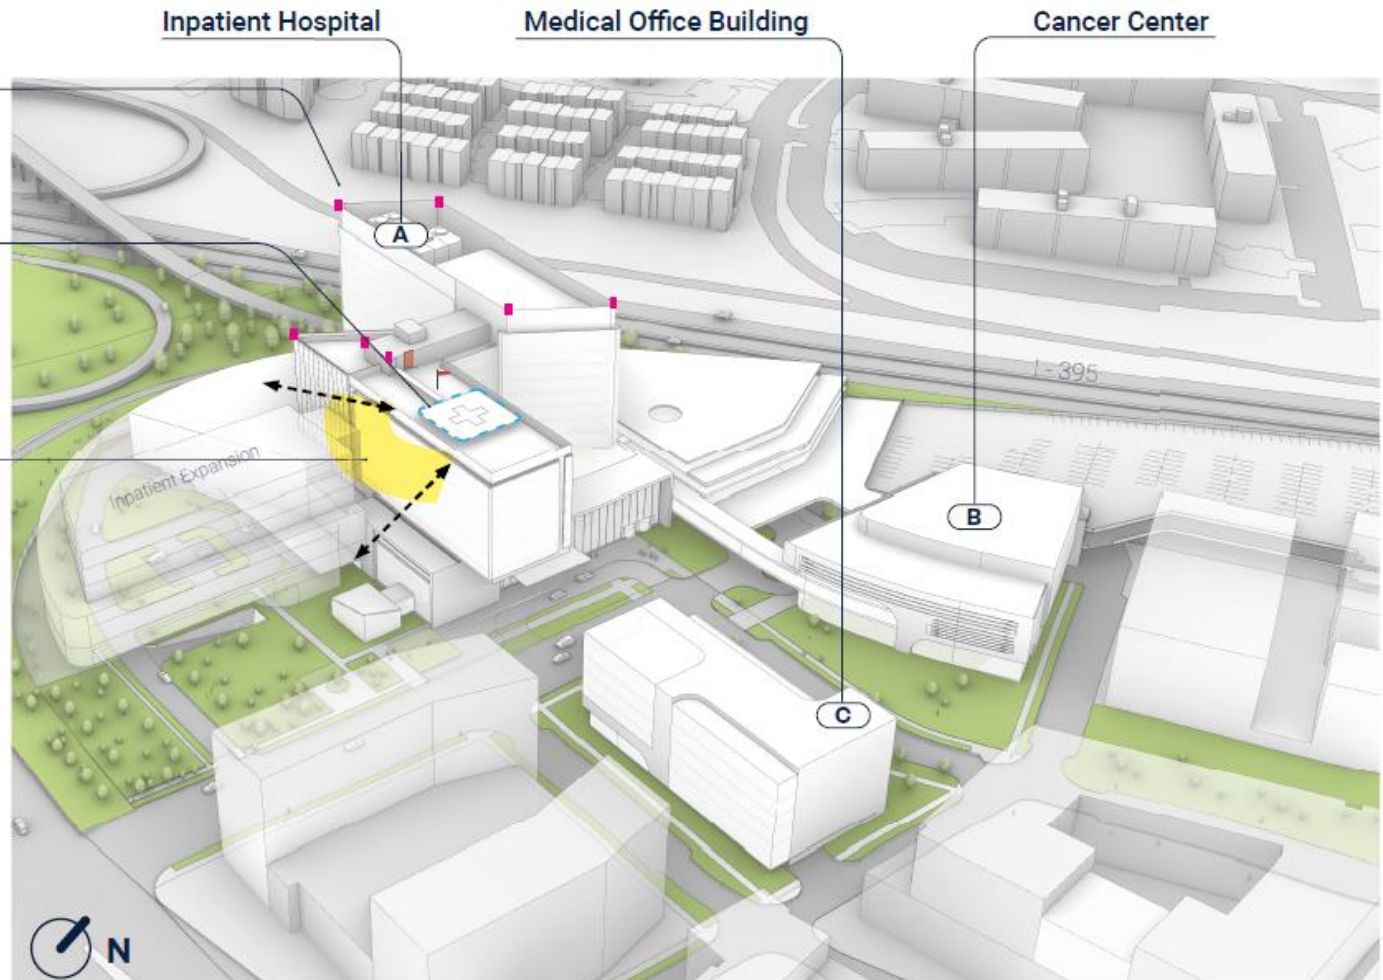 Inpatient Hospital
Medical Office Building
Cancer Center
A
I-395
Inpatient Expansion
B
C
N